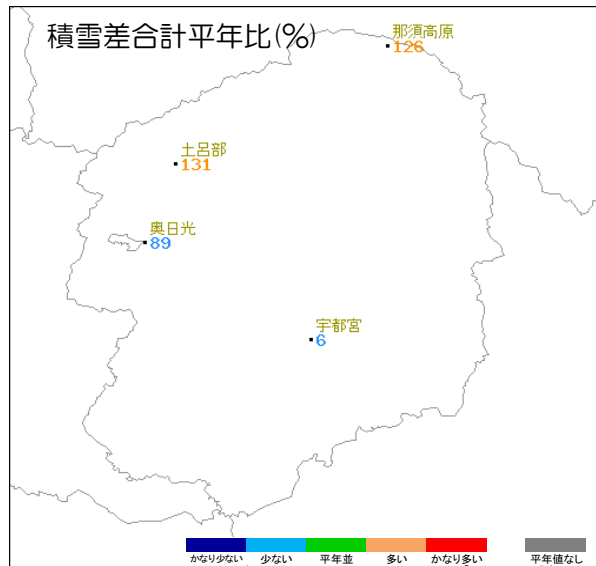 積雪差合計平年比(%)
那須高原
126
土呂部
131
奥日光
89
宇都宮
6
かなり少ない 少ない 平年並 多い かなり多い 平年値なし